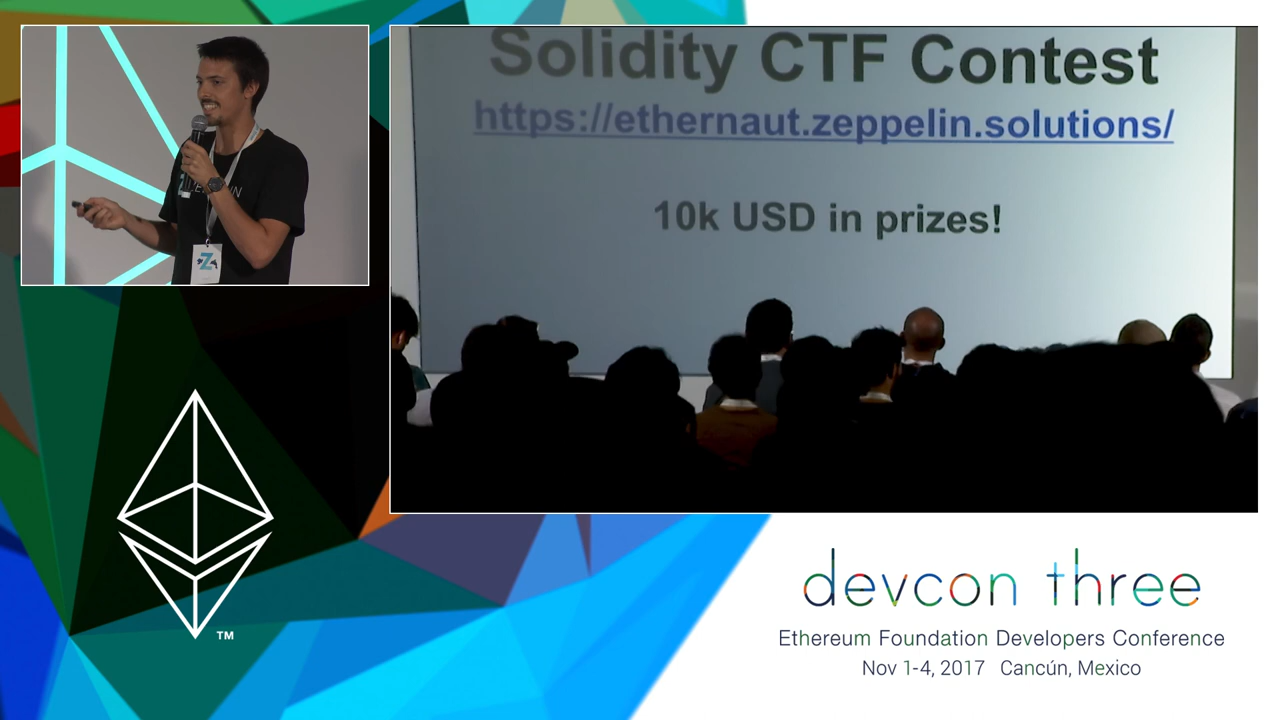 Solidity CTF Contest
https://ethernaut.zeppelin.solutions/
10k USD in prizes!
Z
TM
devcon three
Ethereum Foundation Developers Conference
Nov 1-4, 2017 Cancún, Mexico